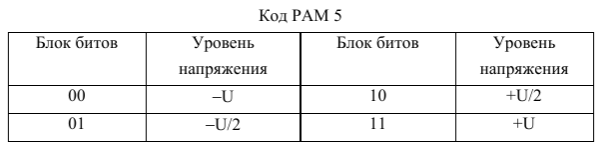 Код PAM 5
Блок битов Уровень напряжения Блок битов Уровень напряжения
00 –U 10 +U/2
01 –U/2 11 +U